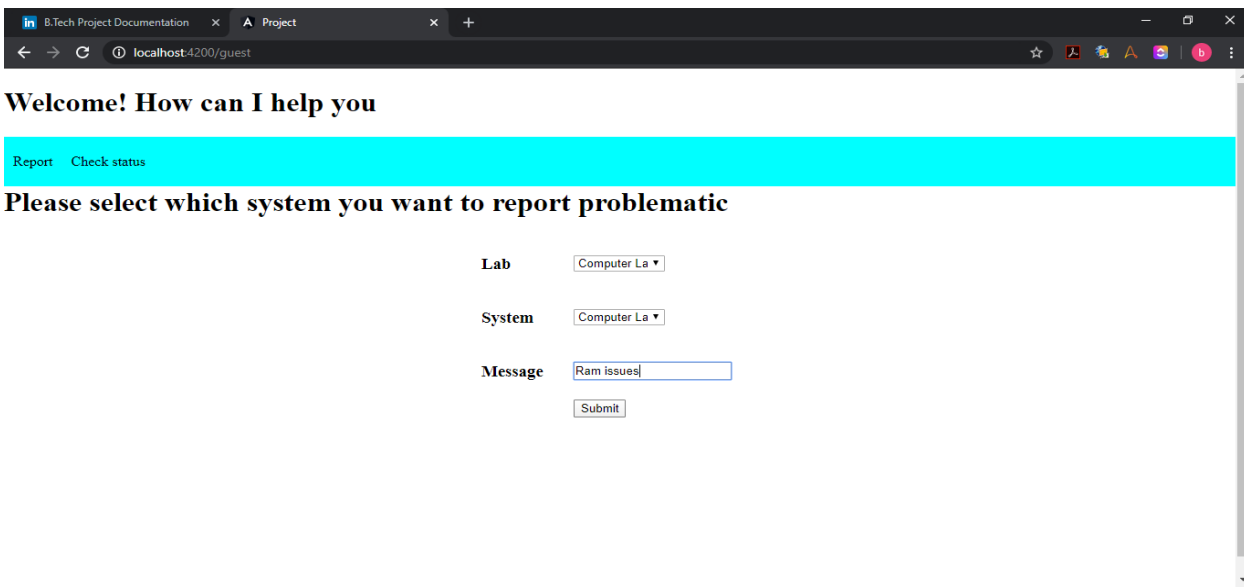 B.Tech Project Documentation Project
localhost:4200/guest
Welcome! How can I help you
Report Check status
Please select which system you want to report problematic
Lab Computer La
System Computer La
Message Ram issues
Submit